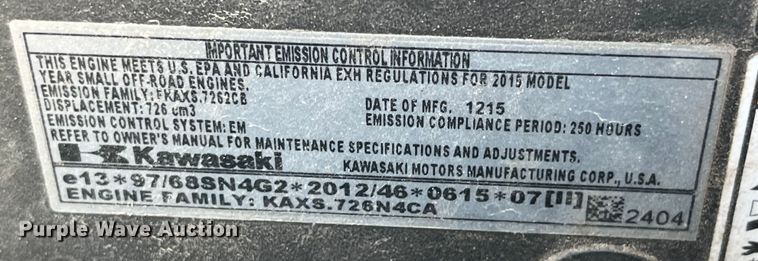 IMPORTANT EMISSION CONTROL INFORMATION
THIS ENGINE MEETS U.S. EPA AND CALIFORNIA EXH REGULATIONS FOR 2015 MODEL
YEAR SMALL OFF-ROAD ENGINES.
EMISSION FAMILY: FKAXS.7262CB DATE OF MFG. 1215
DISPLACEMENT: 726 cm3 EMISSION COMPLIANCE PERIOD: 250 HOURS
EMISSION CONTROL SYSTEM: EM
REFER TO OWNER'S MANUAL FOR MAINTENANCE SPECIFICATIONS AND ADJUSTMENTS
Kawasaki KAWASAKI MOTORS MANUFACTURING CORP., U.S.A.
e13*97/68SN4G2*2012/46*0615*07[II]
ENGINE FAMILY: KAXS.726N4CA 2404
Purple Wave Auction